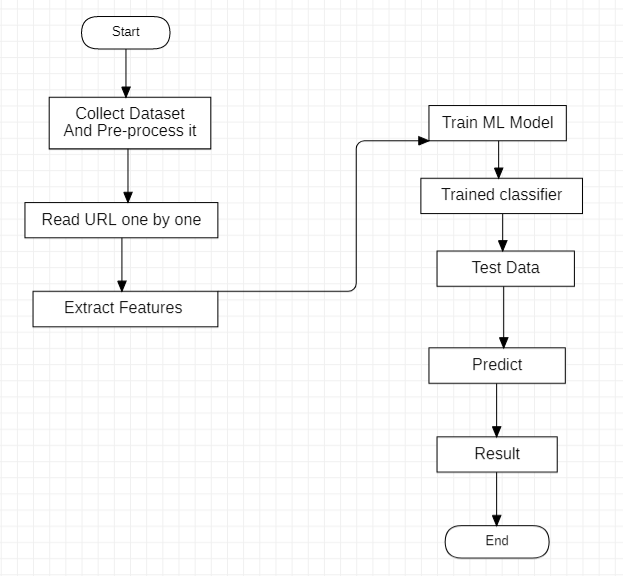 Start
Collect Dataset
And Pre-process it
Read URL one by one
Extract Features
Train ML Model
Trained classifier
Test Data
Predict
Result
End